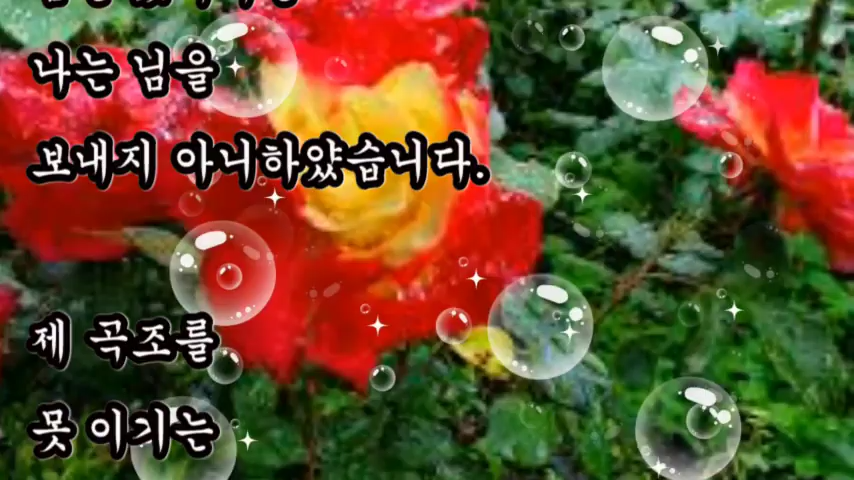 나는 님을
보내지 아니하얐습니다.
제 곡조를
못 이기는